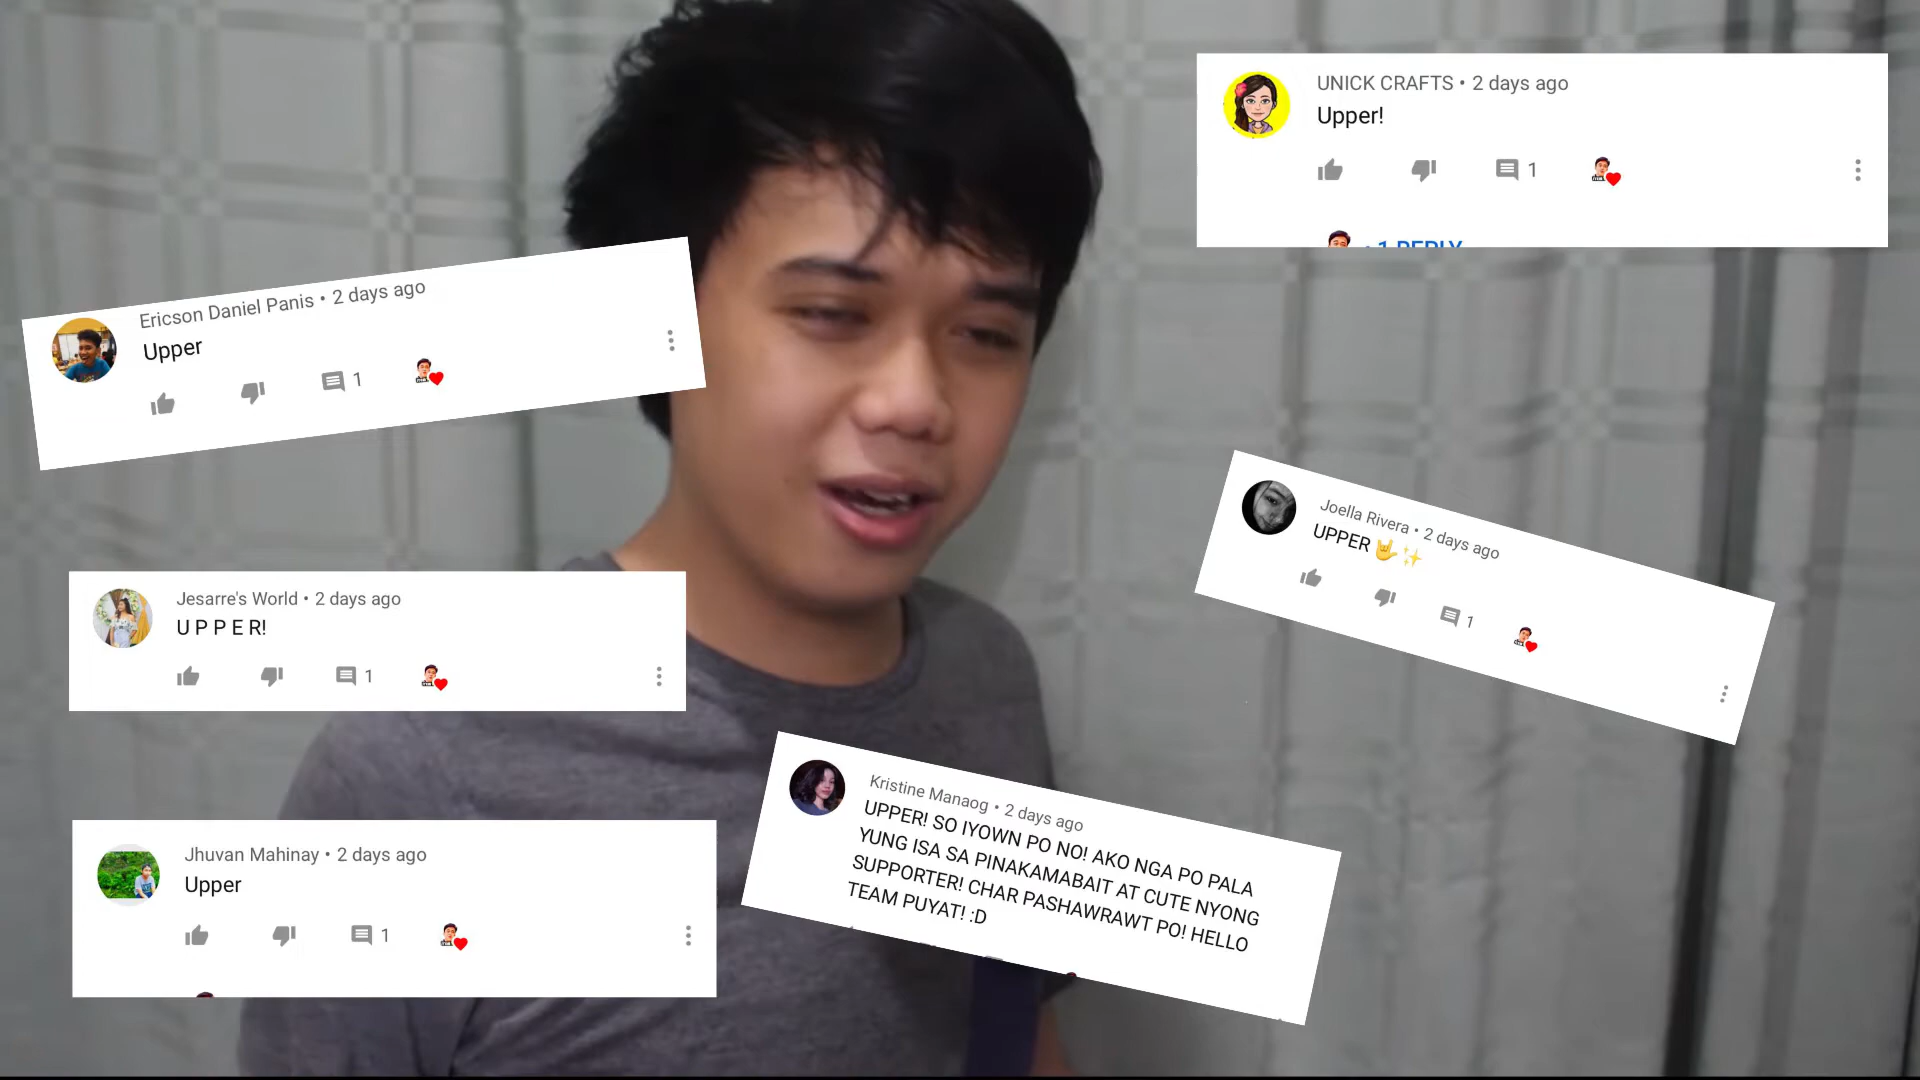 UNICK CRAFTS • 2 days ago
Upper!
1
• 1 REPLY
Ericson Daniel Panis • 2 days ago
Upper
1
Joella Rivera • 2 days ago
UPPER 🤟✨
1
Jesarre's World • 2 days ago
U P P E R!
1
Kristine Manaog • 2 days ago
UPPER! SO IYOWN PO NO! AKO NGA PO PALA
YUNG ISA SA PINAKAMABAIT AT CUTE NYONG
SUPPORTER! CHAR PASHAWRAWT PO! HELLO
TEAM PUYAT! :D
Jhuvan Mahinay • 2 days ago
Upper
1